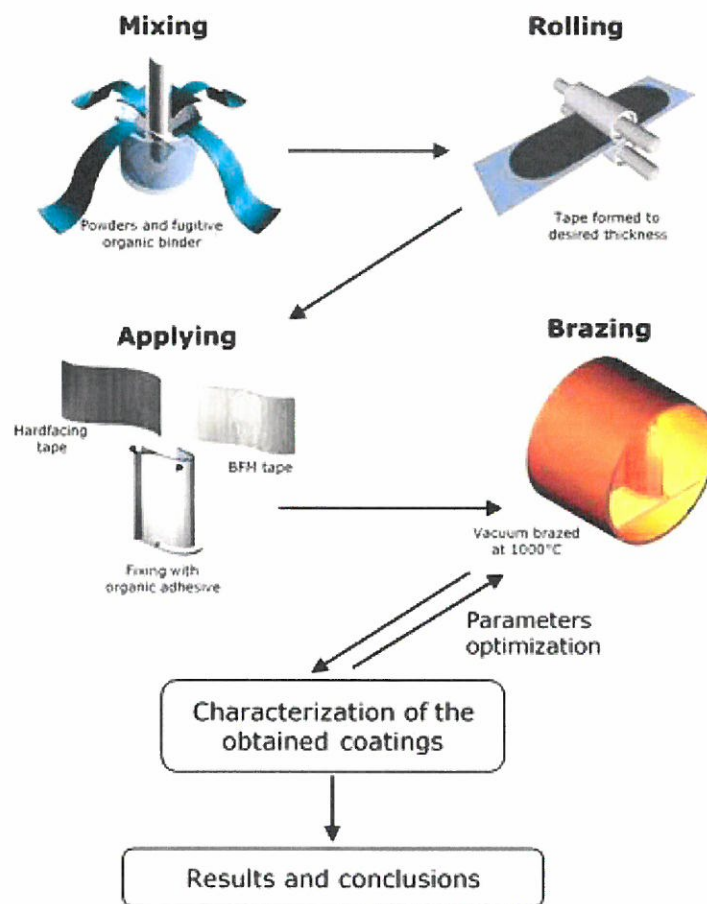 Mixing
Rolling
Powders and fugitive
organic binder
Tape formed to
desired thickness
Applying
Brazing
Hardfacing
tape
BFM tape
Fixing with
organic adhesive
Vacuum brazed
at 1000°C
Parameters
optimization
Characterization of the
obtained coatings
Results and conclusions